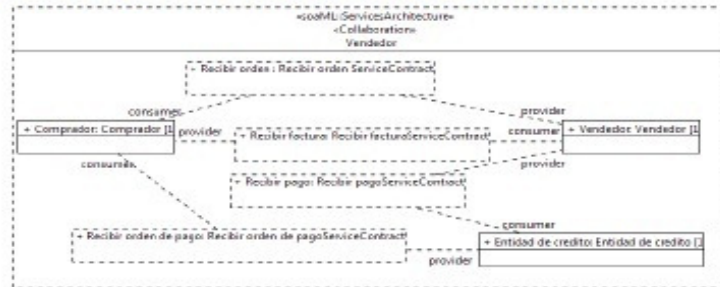 «soaML::ServicesArchitecture»
«Collaboration»
Vendedor
+ Recibir orden : Recibir orden ServiceContract
consumer
provider
+ Comprador: Comprador [1
provider
+ Recibir factura: Recibir facturaServiceContract
consumer
+ Vendedor: Vendedor [1
consumer
provider
+ Recibir pago: Recibir pagoServiceContract
consumer
+ Recibir orden de pago: Recibir orden de pagoServiceContract
+ Entidad de credito: Entidad de credito [1
provider